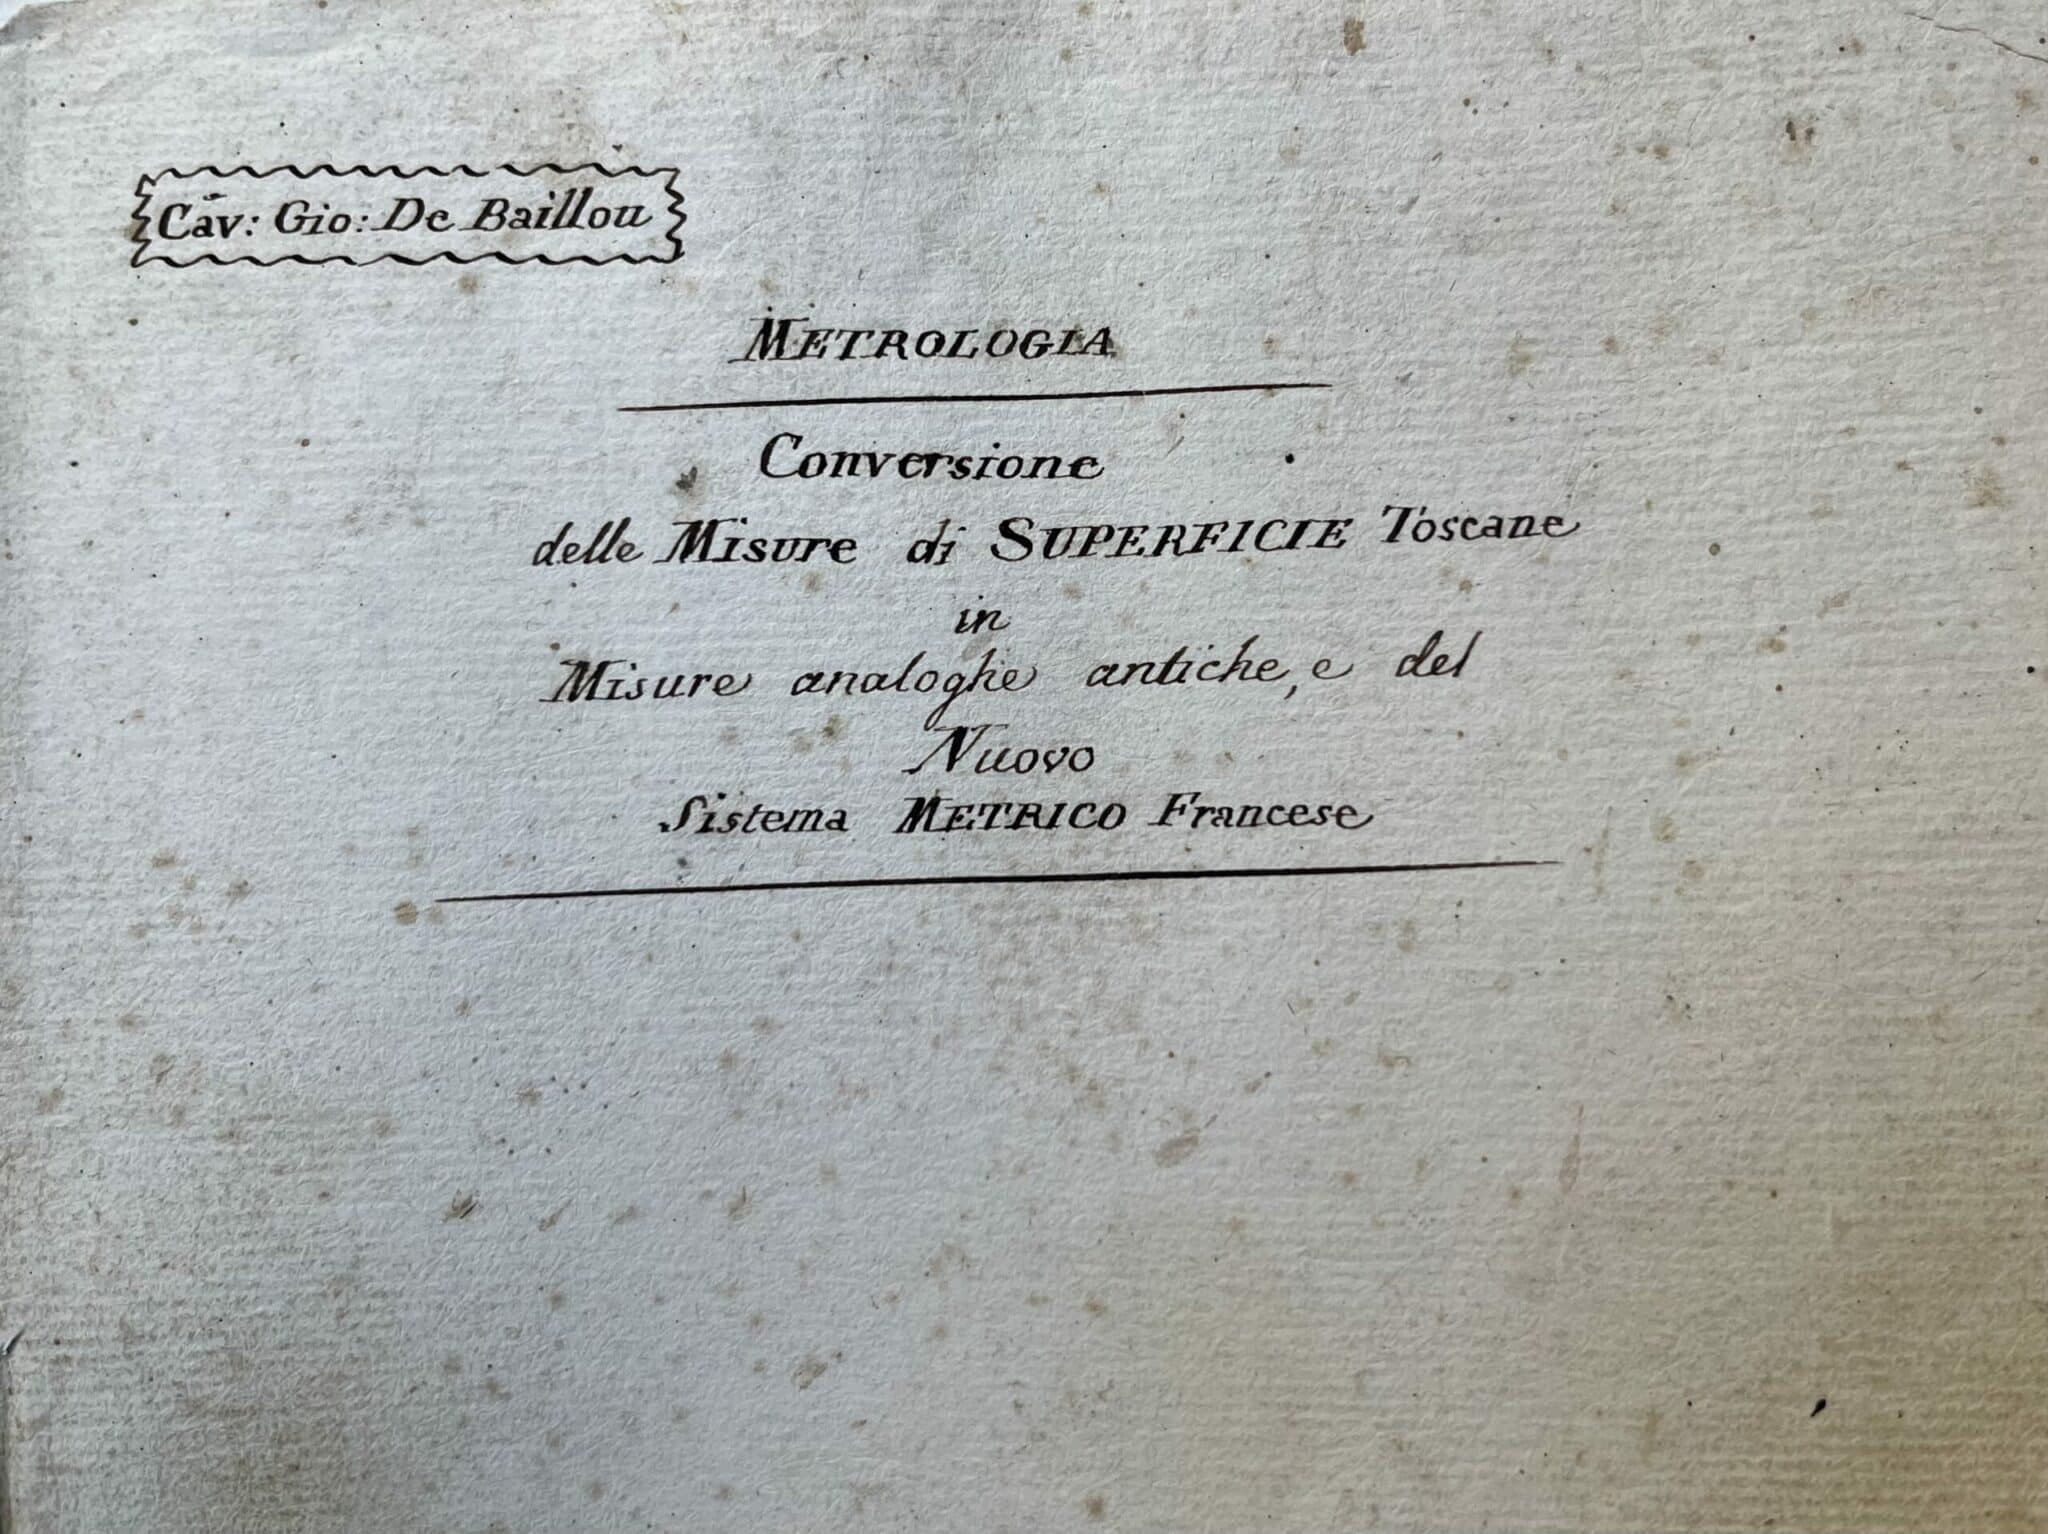 Cav: Gio: De Baillou
METROLOGIA
Conversione
delle Misure di SUPERFICIE Toscane
in
Misure analoghe antiche, e del
Nuovo
Sistema METRICO Francese